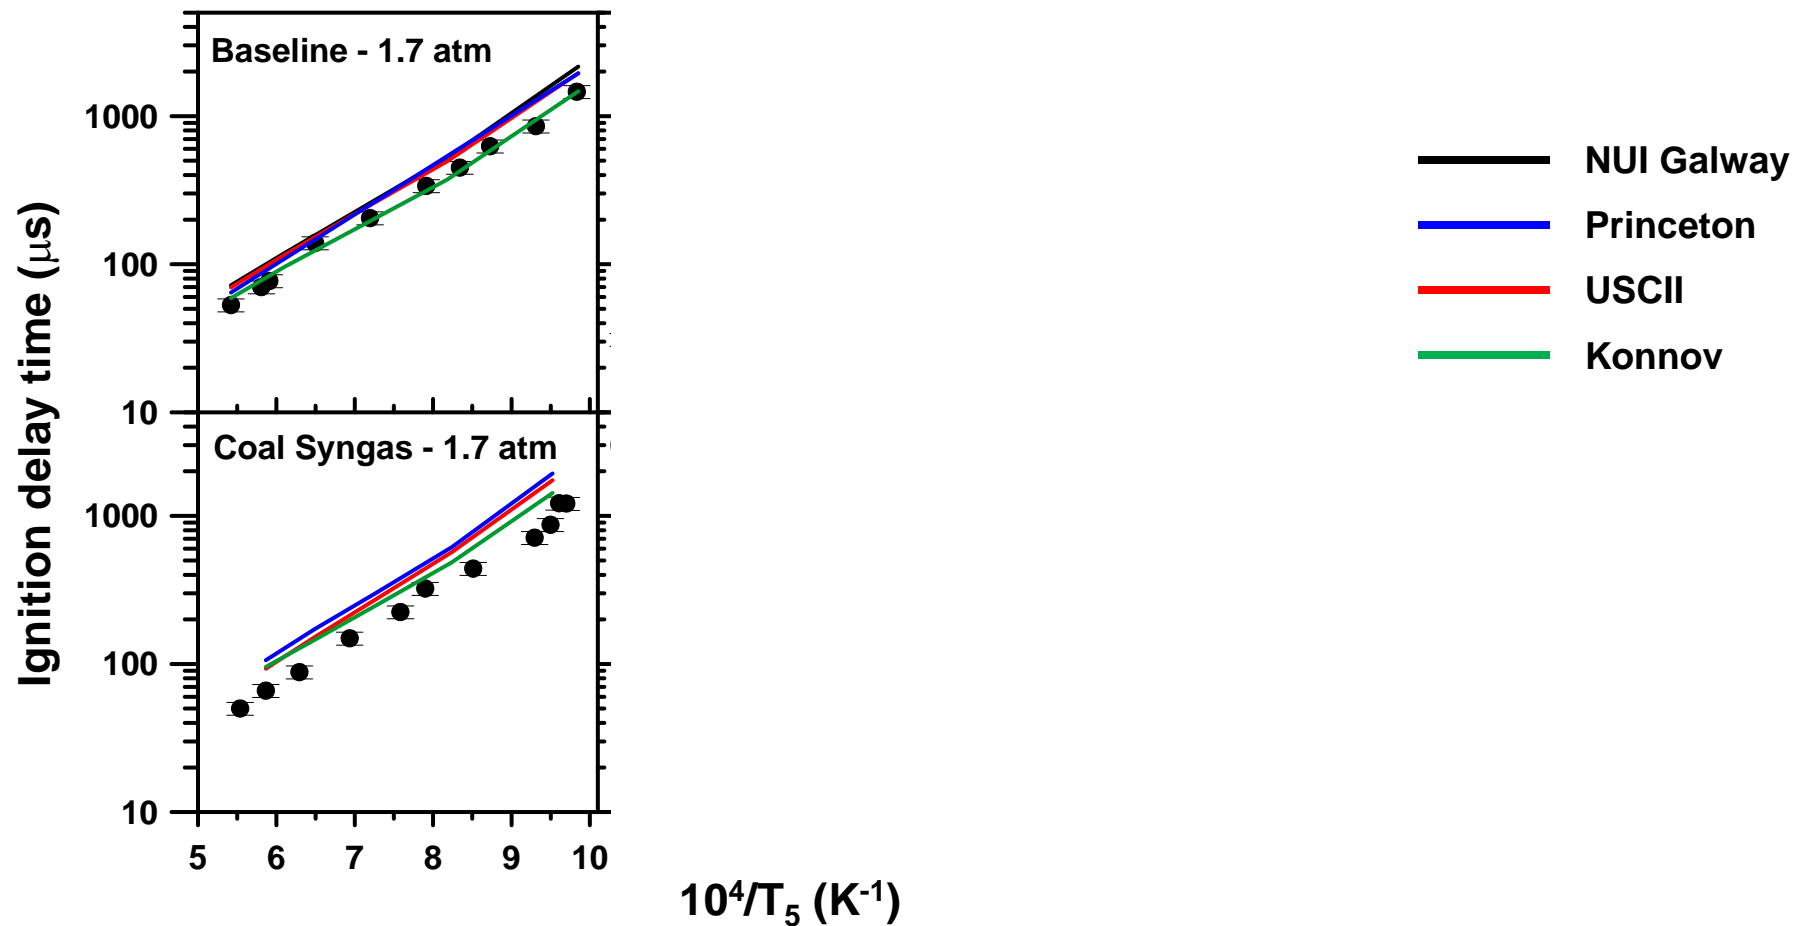 Baseline - 1.7 atm
1000
100
10
Coal Syngas - 1.7 atm
1000
100
10
5 6 7 8 9 10
Ignition delay time (μs)
10⁴/T₅ (K⁻¹)
NUI Galway
Princeton
USCII
Konnov